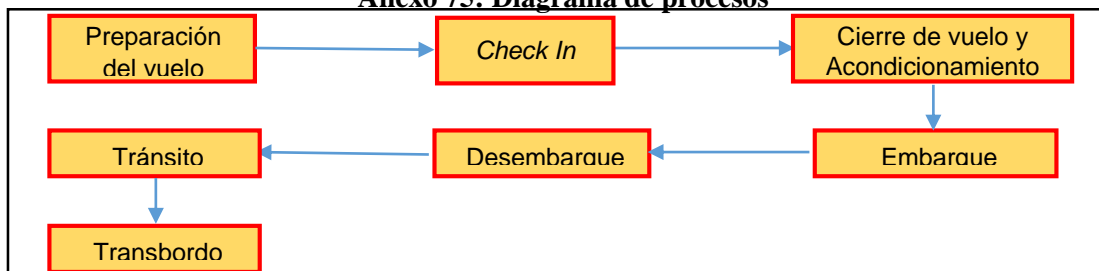 Anexo 75: Diagrama de procesos
Preparación
del vuelo
Check In
Cierre de vuelo y
Acondicionamiento
Tránsito
Desembarque
Embarque
Transbordo